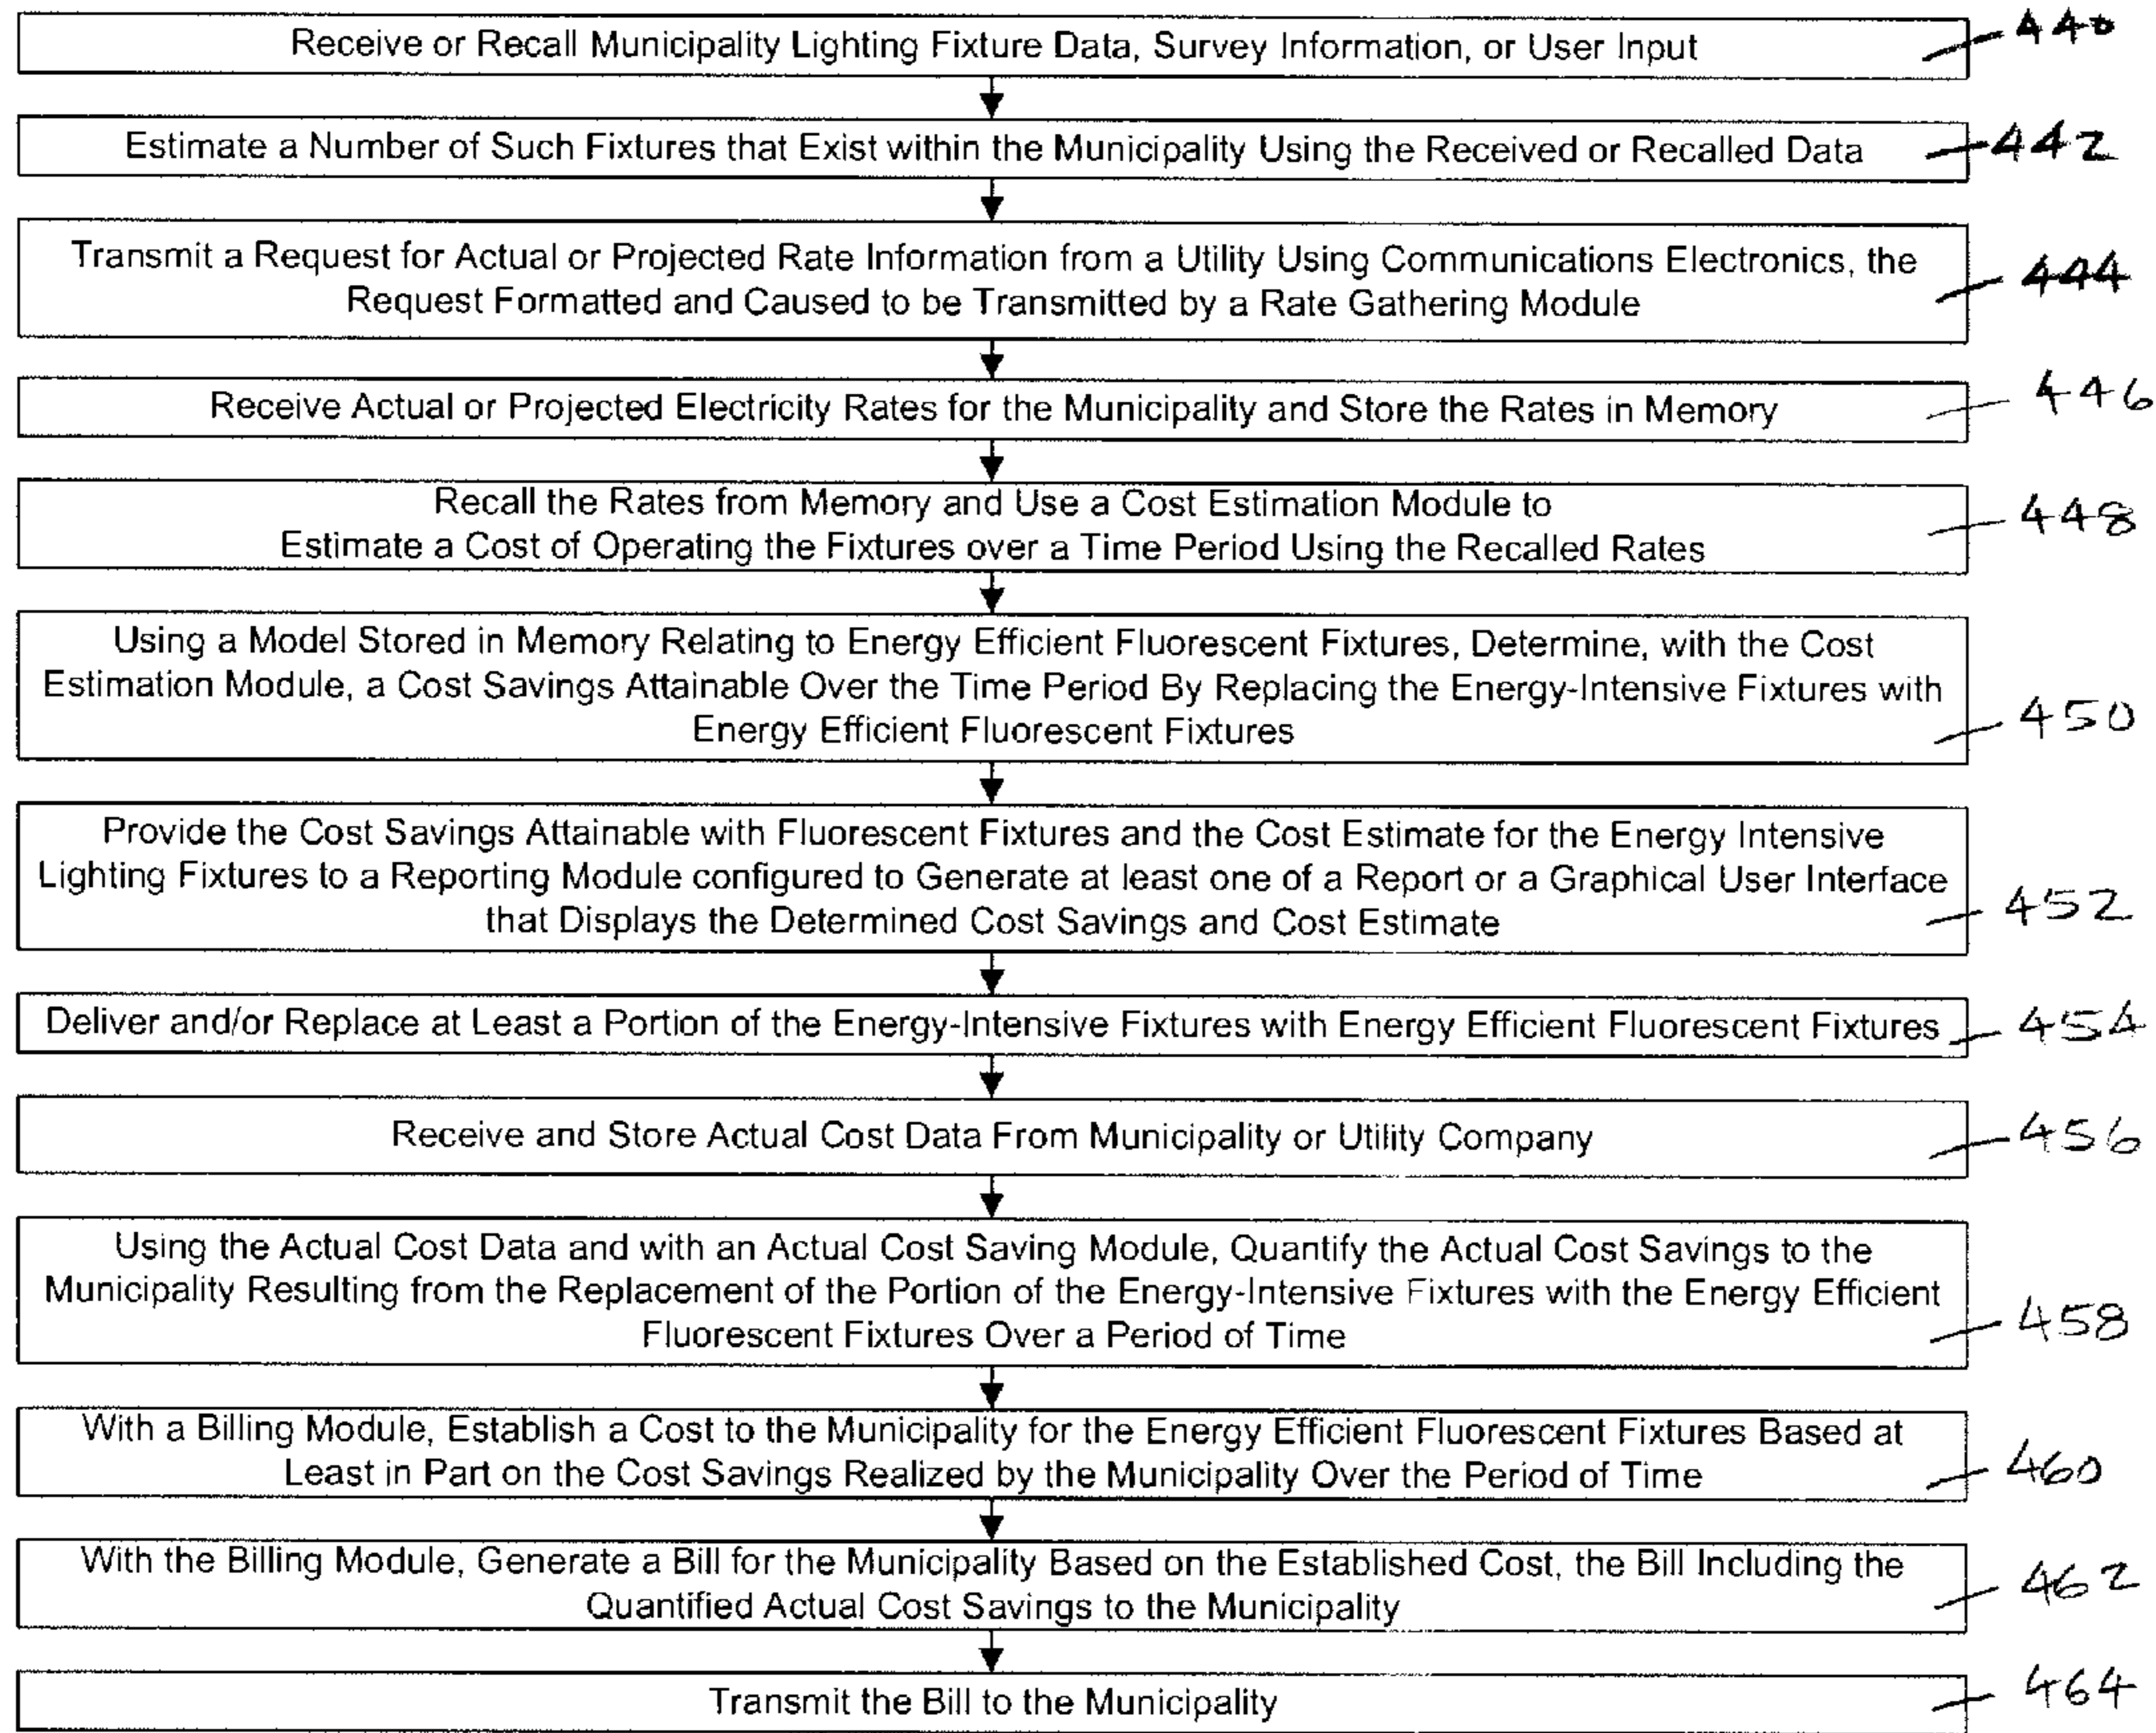 Receive or Recall Municipality Lighting Fixture Data, Survey Information, or User Input
440
Estimate a Number of Such Fixtures that Exist within the Municipality Using the Received or Recalled Data
442
Transmit a Request for Actual or Projected Rate Information from a Utility Using Communications Electronics, the
Request Formatted and Caused to be Transmitted by a Rate Gathering Module
444
Receive Actual or Projected Electricity Rates for the Municipality and Store the Rates in Memory
446
Recall the Rates from Memory and Use a Cost Estimation Module to
Estimate a Cost of Operating the Fixtures over a Time Period Using the Recalled Rates
448
Using a Model Stored in Memory Relating to Energy Efficient Fluorescent Fixtures, Determine, with the Cost
Estimation Module, a Cost Savings Attainable Over the Time Period By Replacing the Energy-Intensive Fixtures with
Energy Efficient Fluorescent Fixtures
450
Provide the Cost Savings Attainable with Fluorescent Fixtures and the Cost Estimate for the Energy Intensive
Lighting Fixtures to a Reporting Module configured to Generate at least one of a Report or a Graphical User Interface
that Displays the Determined Cost Savings and Cost Estimate
452
Deliver and/or Replace at Least a Portion of the Energy-Intensive Fixtures with Energy Efficient Fluorescent Fixtures
454
Receive and Store Actual Cost Data From Municipality or Utility Company
456
Using the Actual Cost Data and with an Actual Cost Saving Module, Quantify the Actual Cost Savings to the
Municipality Resulting from the Replacement of the Portion of the Energy-Intensive Fixtures with the Energy Efficient
Fluorescent Fixtures Over a Period of Time
458
With a Billing Module, Establish a Cost to the Municipality for the Energy Efficient Fluorescent Fixtures Based at
Least in Part on the Cost Savings Realized by the Municipality Over the Period of Time
460
With the Billing Module, Generate a Bill for the Municipality Based on the Established Cost, the Bill Including the
Quantified Actual Cost Savings to the Municipality
462
Transmit the Bill to the Municipality
464